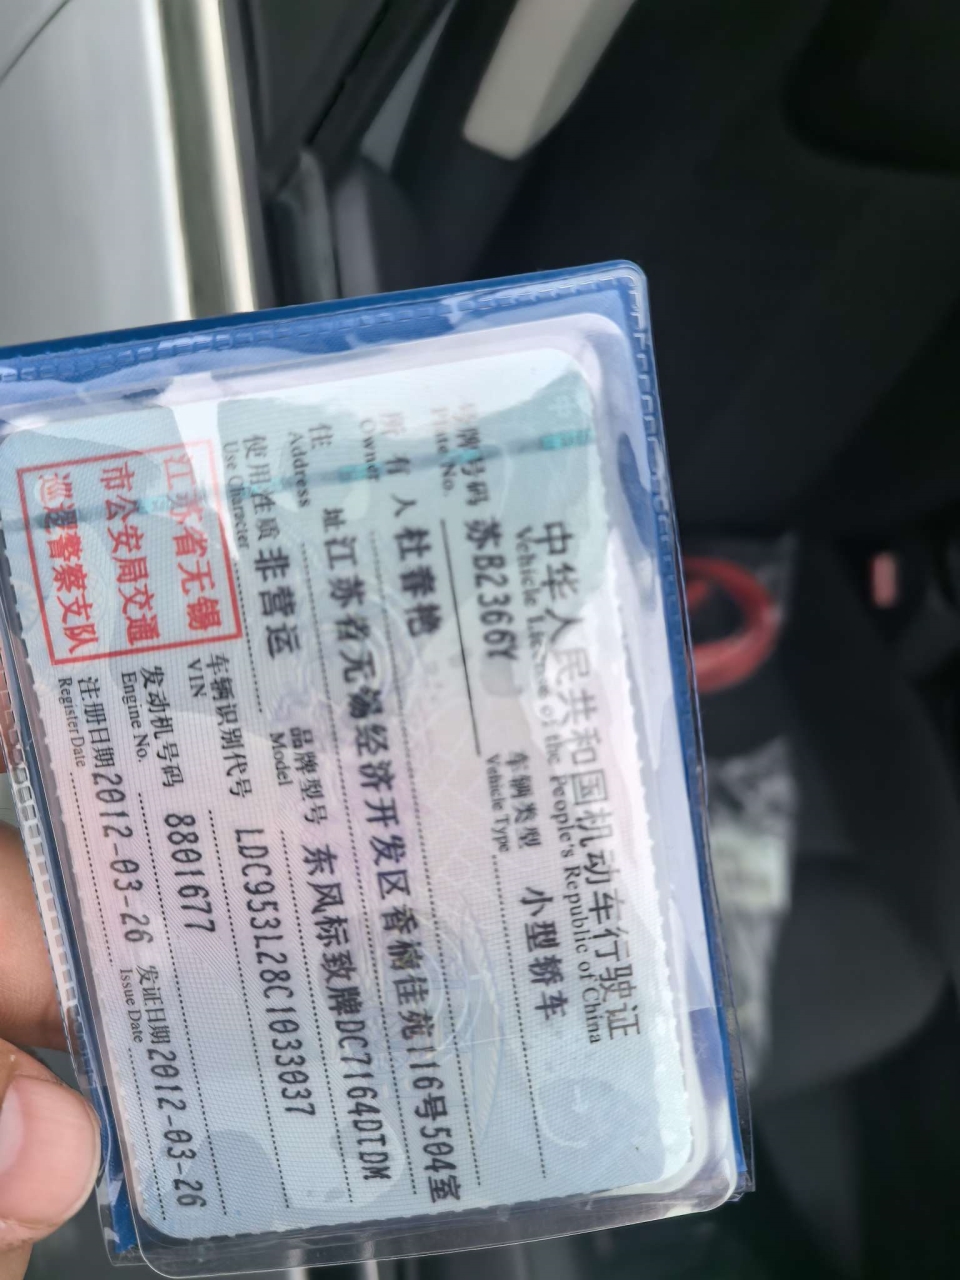 中华人民共和国机动车行驶证
Vehicle License of the People's Republic of China
号牌号码 苏B2366Y 车辆类型 小型轿车
Plate No. Vehicle Type
所有人 杜春艳
Owner
住址 江苏省无锡经济开发区香楠佳苑116号504室
Address
使用性质 非营运 品牌型号 东风标致牌DC7164DTDM
Use Character Model
江苏省无锡
市公安局交通
巡逻警察支队
车辆识别代号 LDC953L28C1033037
VIN
发动机号码 8801677
Engine No.
注册日期 2012-03-26 发证日期 2012-03-26
Register Date Issue Date